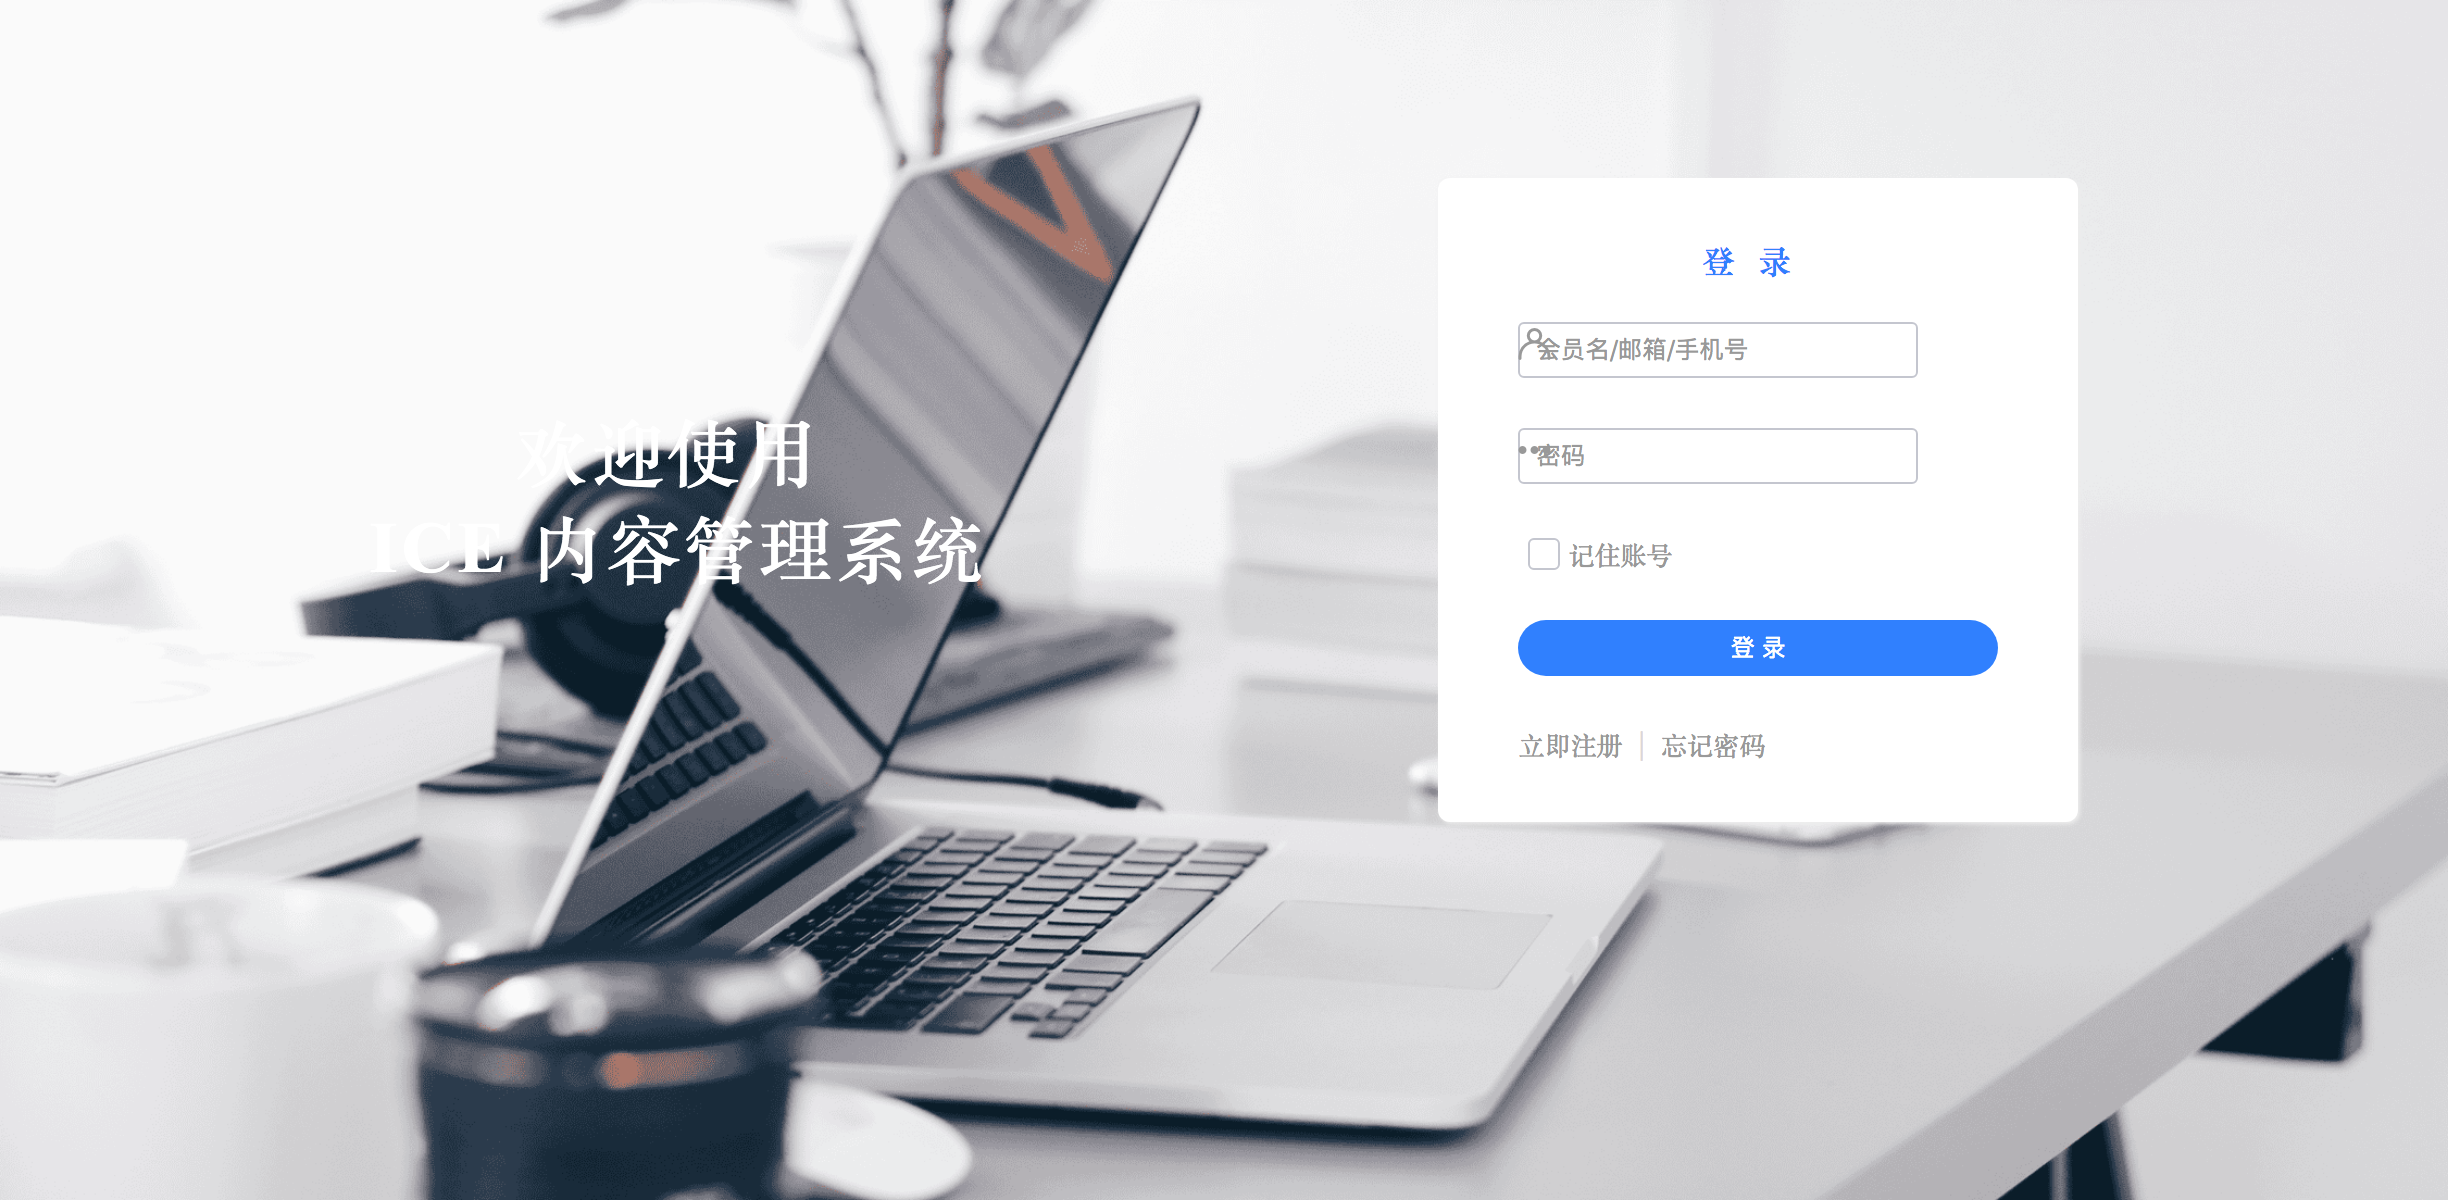 欢迎使用
ICE 内容管理系统
登 录
会员名/邮箱/手机号
密码
记住账号
登 录
立即注册 | 忘记密码